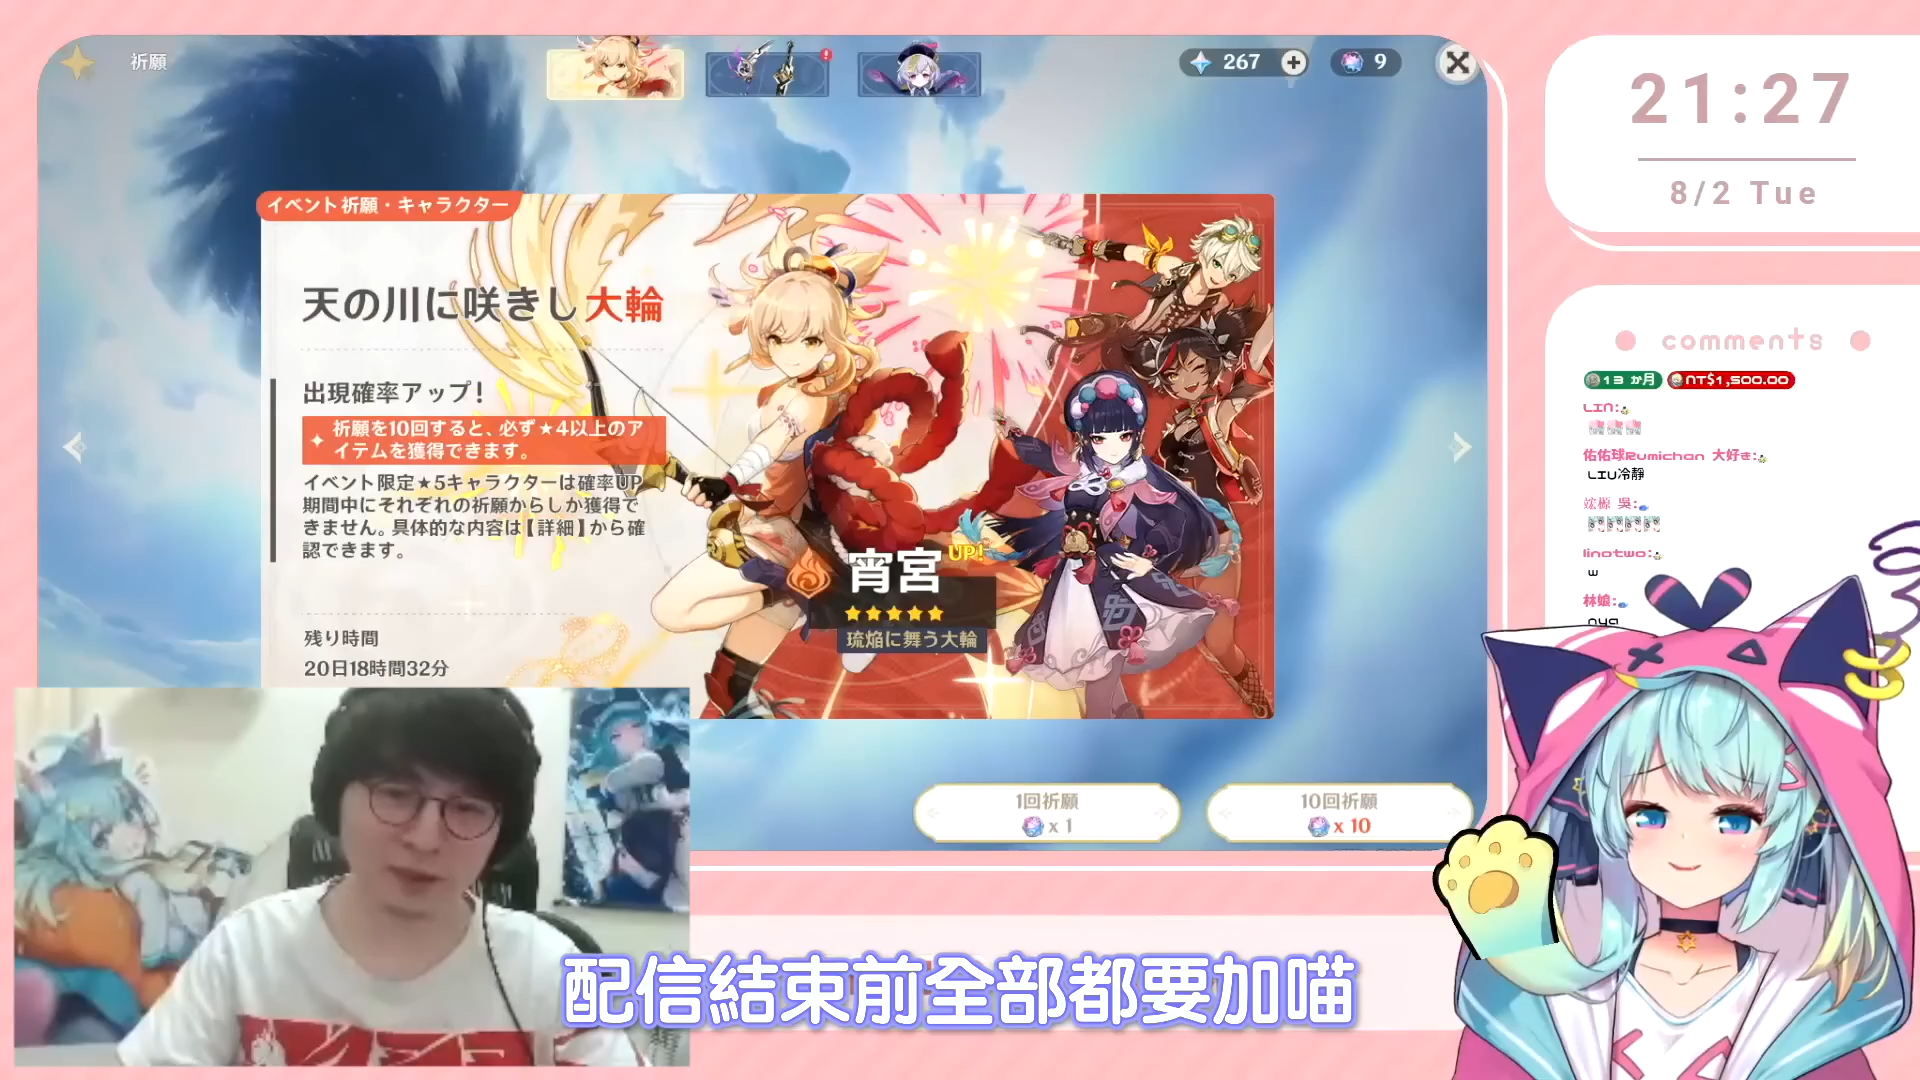 祈願
267
9
21:27
8/2 Tue
イベント祈願・キャラクター
天の川に咲きし大輪
出現確率アップ！
祈願を10回すると、必ず★4以上のア
イテムを獲得できます。
イベント限定★5キャラクターは確率UP
期間中にそれぞれの祈願からしか獲得で
きません。具体的な内容は【詳細】から確
認できます。
残り時間
20日18時間32分
宵宮 UP!
琉焔に舞う大輪
1回祈願
x 1
10回祈願
x 10
comments
13 か月 NT$1,500.00
LIN:
佑佑球Rumichan 大好き:
LIU冷靜
linotwo:
w
林娘:
nya
配信結束前全部都要加喵